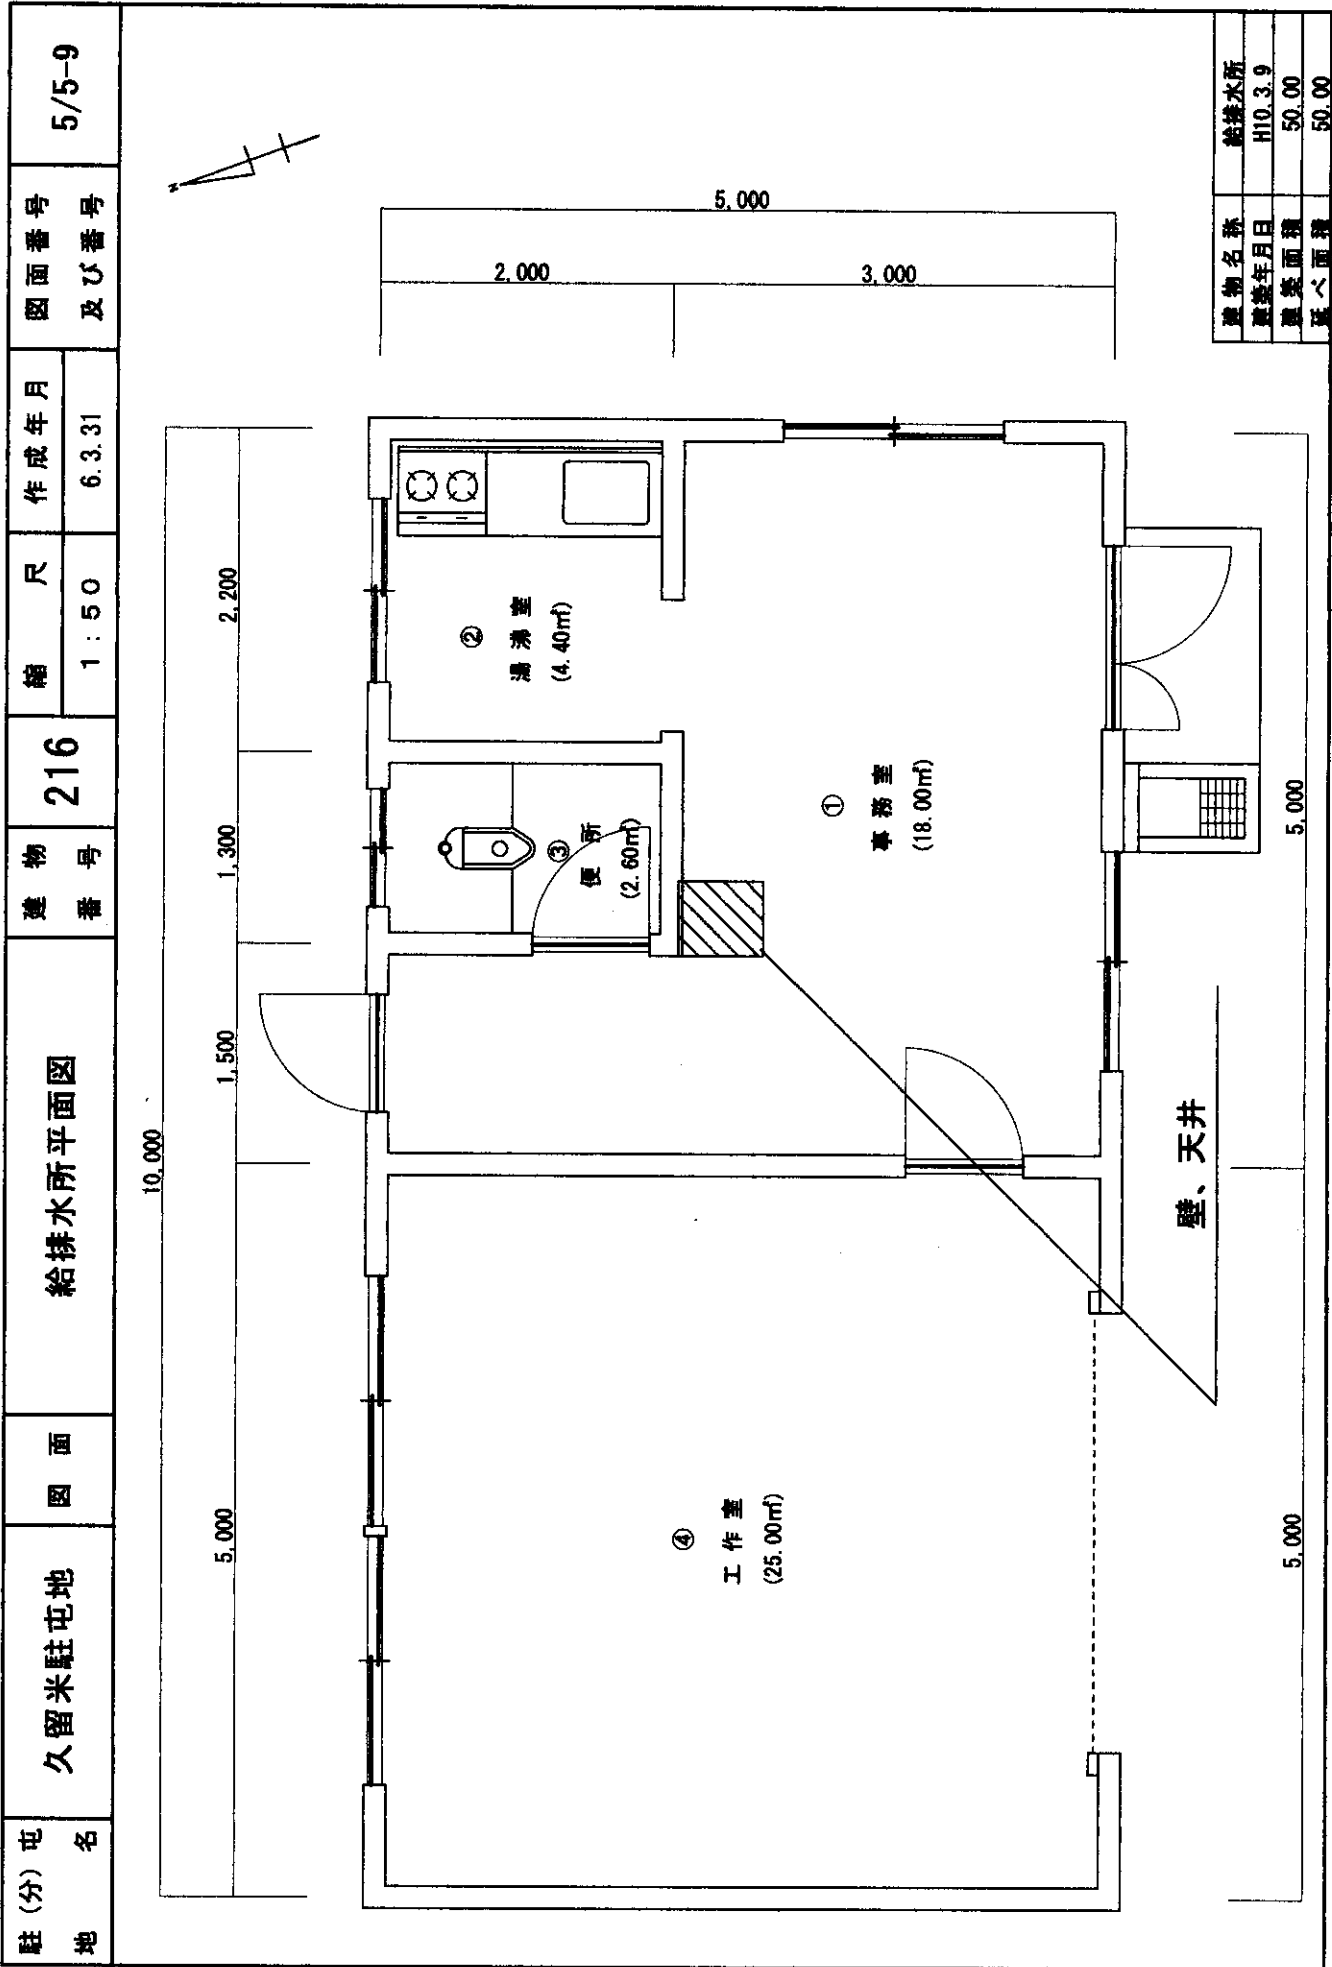 駐(分)屯
地名
久留米駐屯地
図面
給排水所平面図
建物
番号
216
縮尺
1:50
作成年月
6.3.31
図面番号
及び番号
5/5-9
N
10,000
5,000
1,500
1,300
2,200
5,000
2,000
3,000
②
湯沸室
(4.40㎡)
③
便所
(2.60㎡)
①
事務室
(18.00㎡)
④
工作室
(25.00㎡)
壁、天井
5,000
5,000
建物名称 給排水所
建築年月日 H10.3.9
建築面積 50.00
延べ面積 50.00